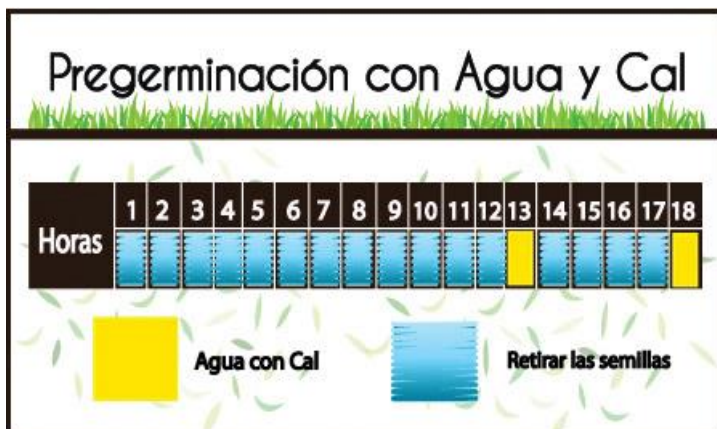 Pregerminación con Agua y Cal
Horas 1 2 3 4 5 6 7 8 9 10 11 12 13 14 15 16 17 18
Agua con Cal Retirar las semillas